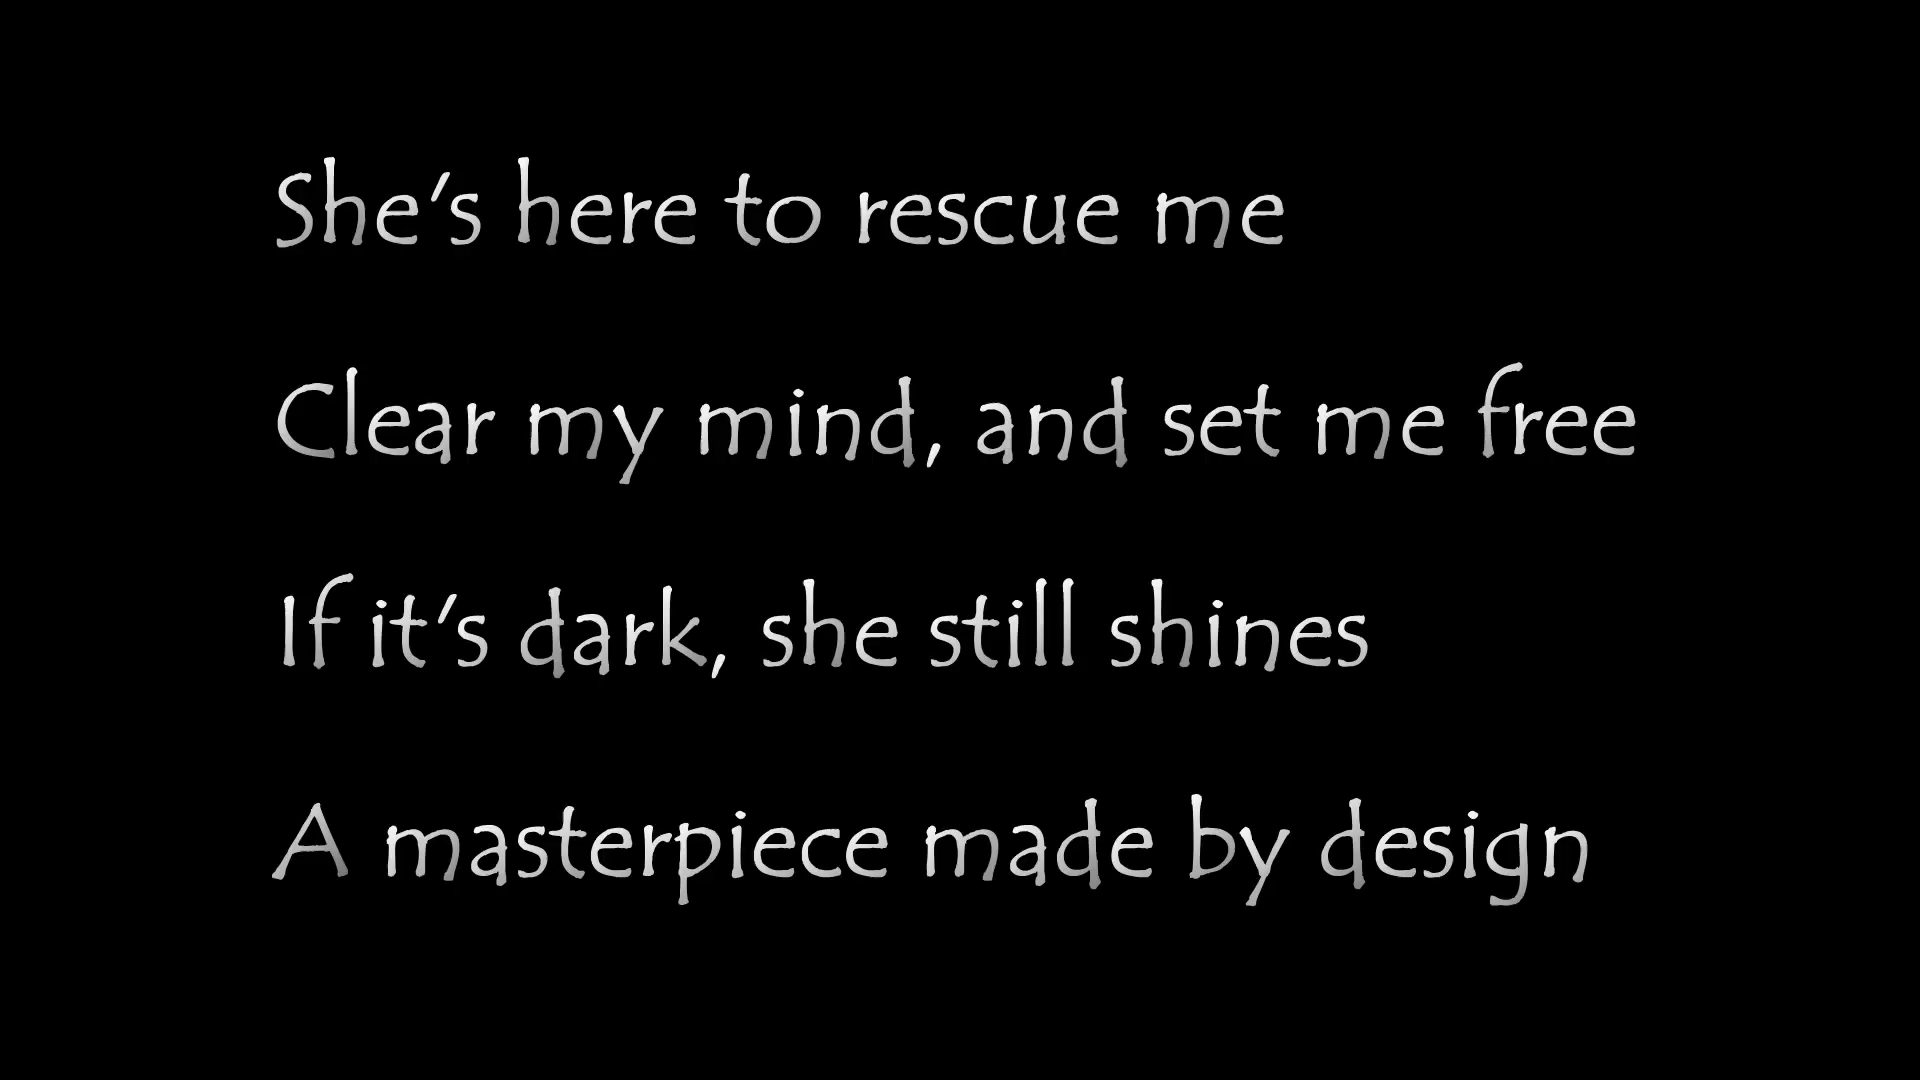 She's here to rescue me
Clear my mind, and set me free
If it's dark, she still shines
A masterpiece made by design